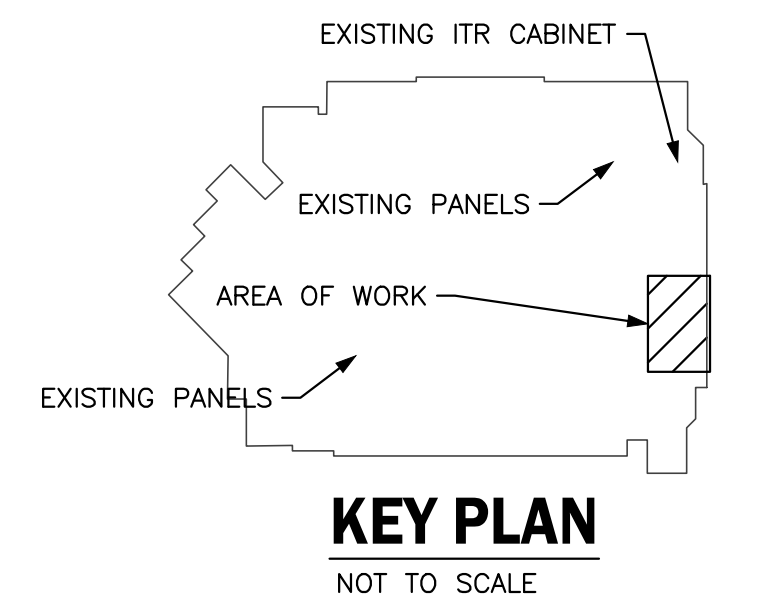 EXISTING ITR CABINET
EXISTING PANELS
AREA OF WORK
EXISTING PANELS
KEY PLAN
NOT TO SCALE